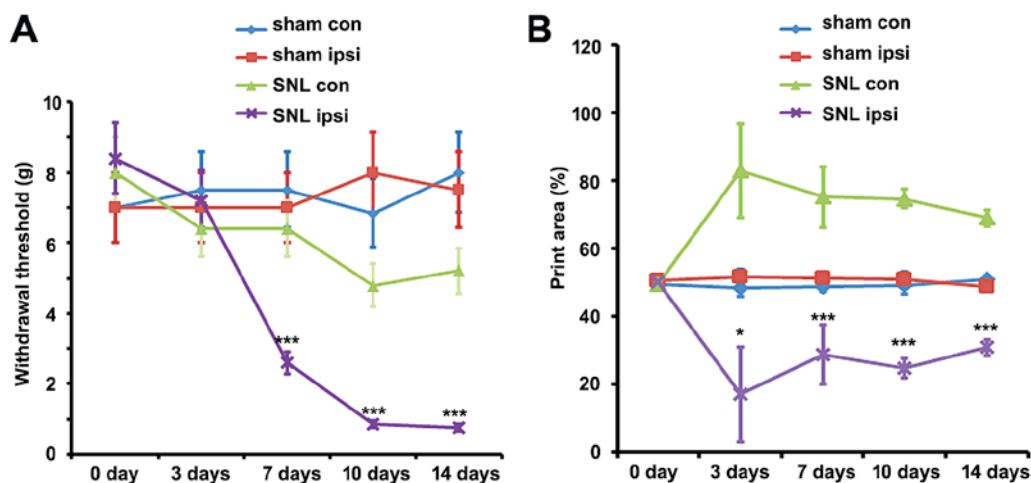 A
sham con
sham ipsi
SNL con
SNL ipsi
Withdrawal threshold (g)
10
8
6
4
2
0
***
***
***
0 day 3 days 7 days 10 days 14 days
B
sham con
sham ipsi
SNL con
SNL ipsi
Print area (%)
120
100
80
60
40
20
0
*
***
***
***
0 day 3 days 7 days 10 days 14 days